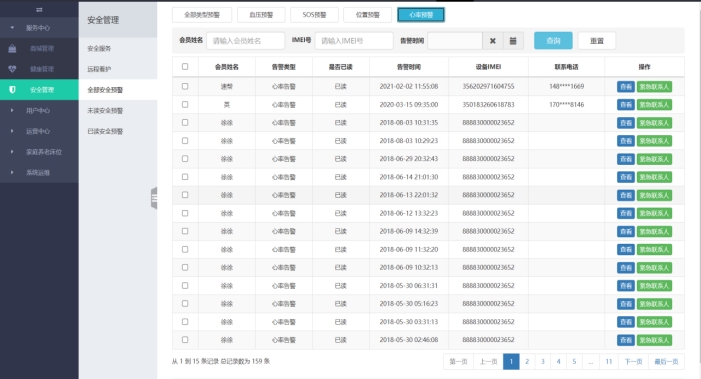 安全管理
全部类型预警 血压预警 SOS预警 位置预警 心率预警
服务中心
商城管理
健康管理
安全管理
用户中心
运营中心
家庭养老床位
系统运维
安全服务
远程看护
全部安全预警
未读安全预警
已读安全预警
会员姓名 请输入会员姓名 IMEI号 请输入IMEI号 告警时间 查询 重置
会员姓名 告警类型 是否已读 告警时间 设备IMEI 联系电话 操作
心率告警 已读 2021-02-02 11:55:08 356202971604755 148****1669 查看 紧急联系人
英 心率告警 已读 2020-03-15 09:35:00 350183260618783 170****8146 查看 紧急联系人
徐徐 心率告警 已读 2018-08-03 10:31:35 888830000023652 查看 紧急联系人
徐徐 心率告警 已读 2018-08-03 10:29:23 888830000023652 查看 紧急联系人
徐徐 心率告警 已读 2018-06-29 20:32:43 888830000023652 查看 紧急联系人
徐徐 心率告警 已读 2018-06-14 21:01:30 888830000023652 查看 紧急联系人
徐徐 心率告警 已读 2018-06-13 22:01:32 888830000023652 查看 紧急联系人
徐徐 心率告警 已读 2018-06-12 13:32:23 888830000023652 查看 紧急联系人
徐徐 心率告警 已读 2018-06-09 14:32:39 888830000023652 查看 紧急联系人
徐徐 心率告警 已读 2018-06-09 11:32:20 888830000023652 查看 紧急联系人
徐徐 心率告警 已读 2018-06-09 10:32:13 888830000023652 查看 紧急联系人
徐徐 心率告警 已读 2018-05-30 06:31:31 888830000023652 查看 紧急联系人
徐徐 心率告警 已读 2018-05-30 05:16:23 888830000023652 查看 紧急联系人
徐徐 心率告警 已读 2018-05-30 03:31:13 888830000023652 查看 紧急联系人
徐徐 心率告警 已读 2018-05-30 02:46:08 888830000023652 查看 紧急联系人
从 1 到 15 条记录 总记录数为 159 条
第一页 上一页 1 2 3 4 5 ... 11 下一页 最后一页